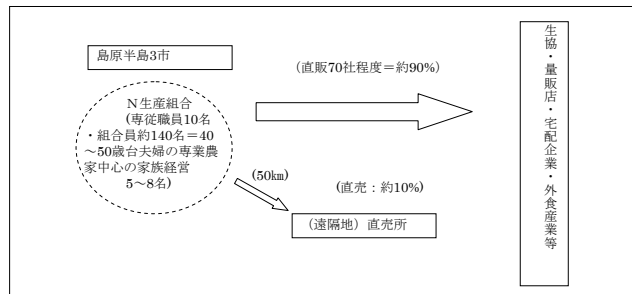 島原半島3市
N生産組合
(専従職員10名
・組合員約140名＝40
～50歳台夫婦の専業農
家中心の家族経営
5～8名)
(直販70社程度＝約90%)
(50km)
(直売：約10%)
(遠隔地）直売所
生協・量販店・宅配企業・外食産業等